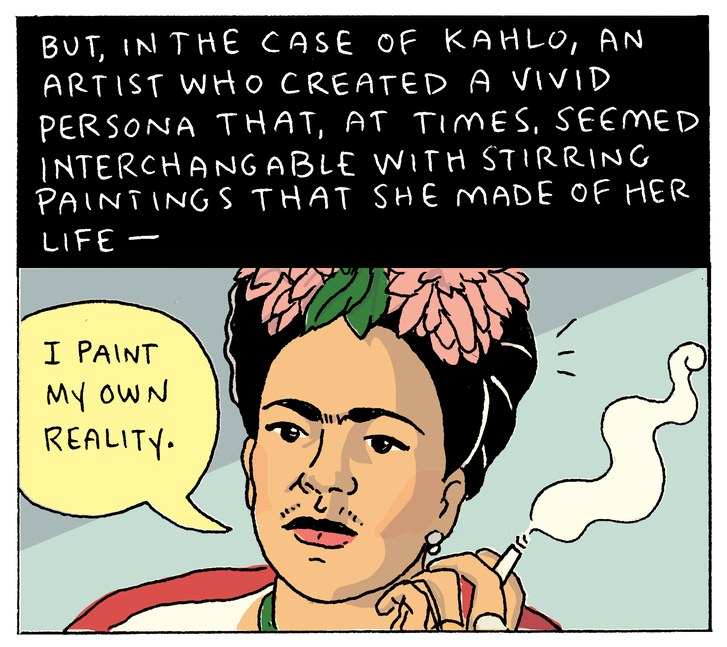 BUT, IN THE CASE OF KAHLO, AN
ARTIST WHO CREATED A VIVID
PERSONA THAT, AT TIMES, SEEMED
INTERCHANGABLE WITH STIRRING
PAINTINGS THAT SHE MADE OF HER
LIFE —
I PAINT
MY OWN
REALITY.